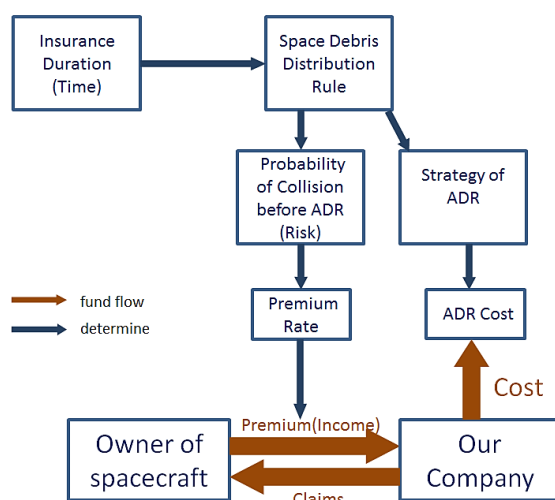 Insurance
Duration
(Time)
Space Debris
Distribution
Rule
Probability
of Collision
before ADR
(Risk)
Strategy of
ADR
fund flow
determine
Premium
Rate
ADR Cost
Cost
Premium(Income)
Owner of
spacecraft
Our
Company
Claims